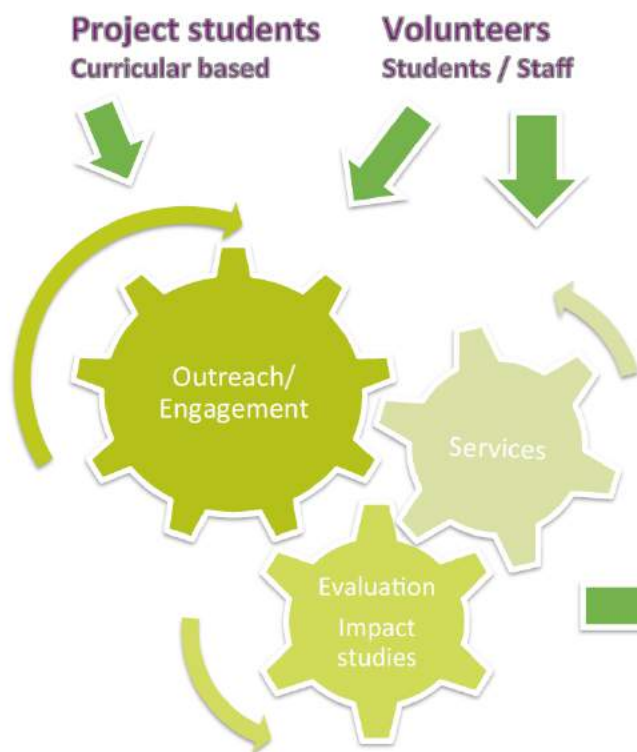 Project students
Curricular based
Volunteers
Students / Staff
Outreach/
Engagement
Services
Evaluation
Impact
studies